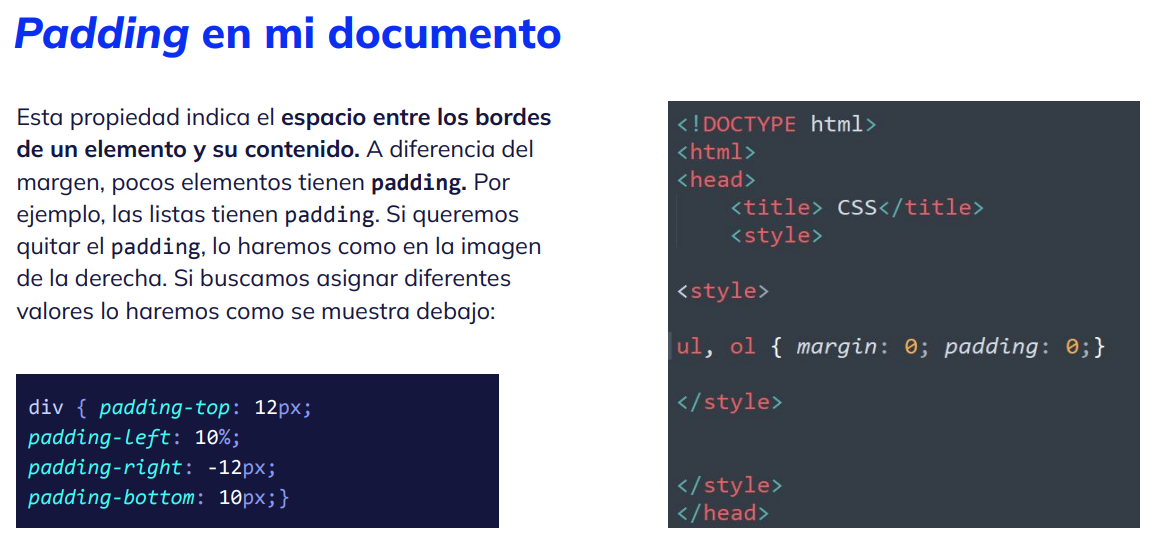 Padding en mi documento
Esta propiedad indica el espacio entre los bordes
de un elemento y su contenido. A diferencia del
margen, pocos elementos tienen padding. Por
ejemplo, las listas tienen padding. Si queremos
quitar el padding, lo haremos como en la imagen
de la derecha. Si buscamos asignar diferentes
valores lo haremos como se muestra debajo:
div { padding-top: 12px;
padding-left: 10%;
padding-right: -12px;
padding-bottom: 10px;}
<!DOCTYPE html>
<html>
<head>
<title> CSS</title>
<style>
<style>
ul, ol { margin: 0; padding: 0;}
</style>
</style>
</head>